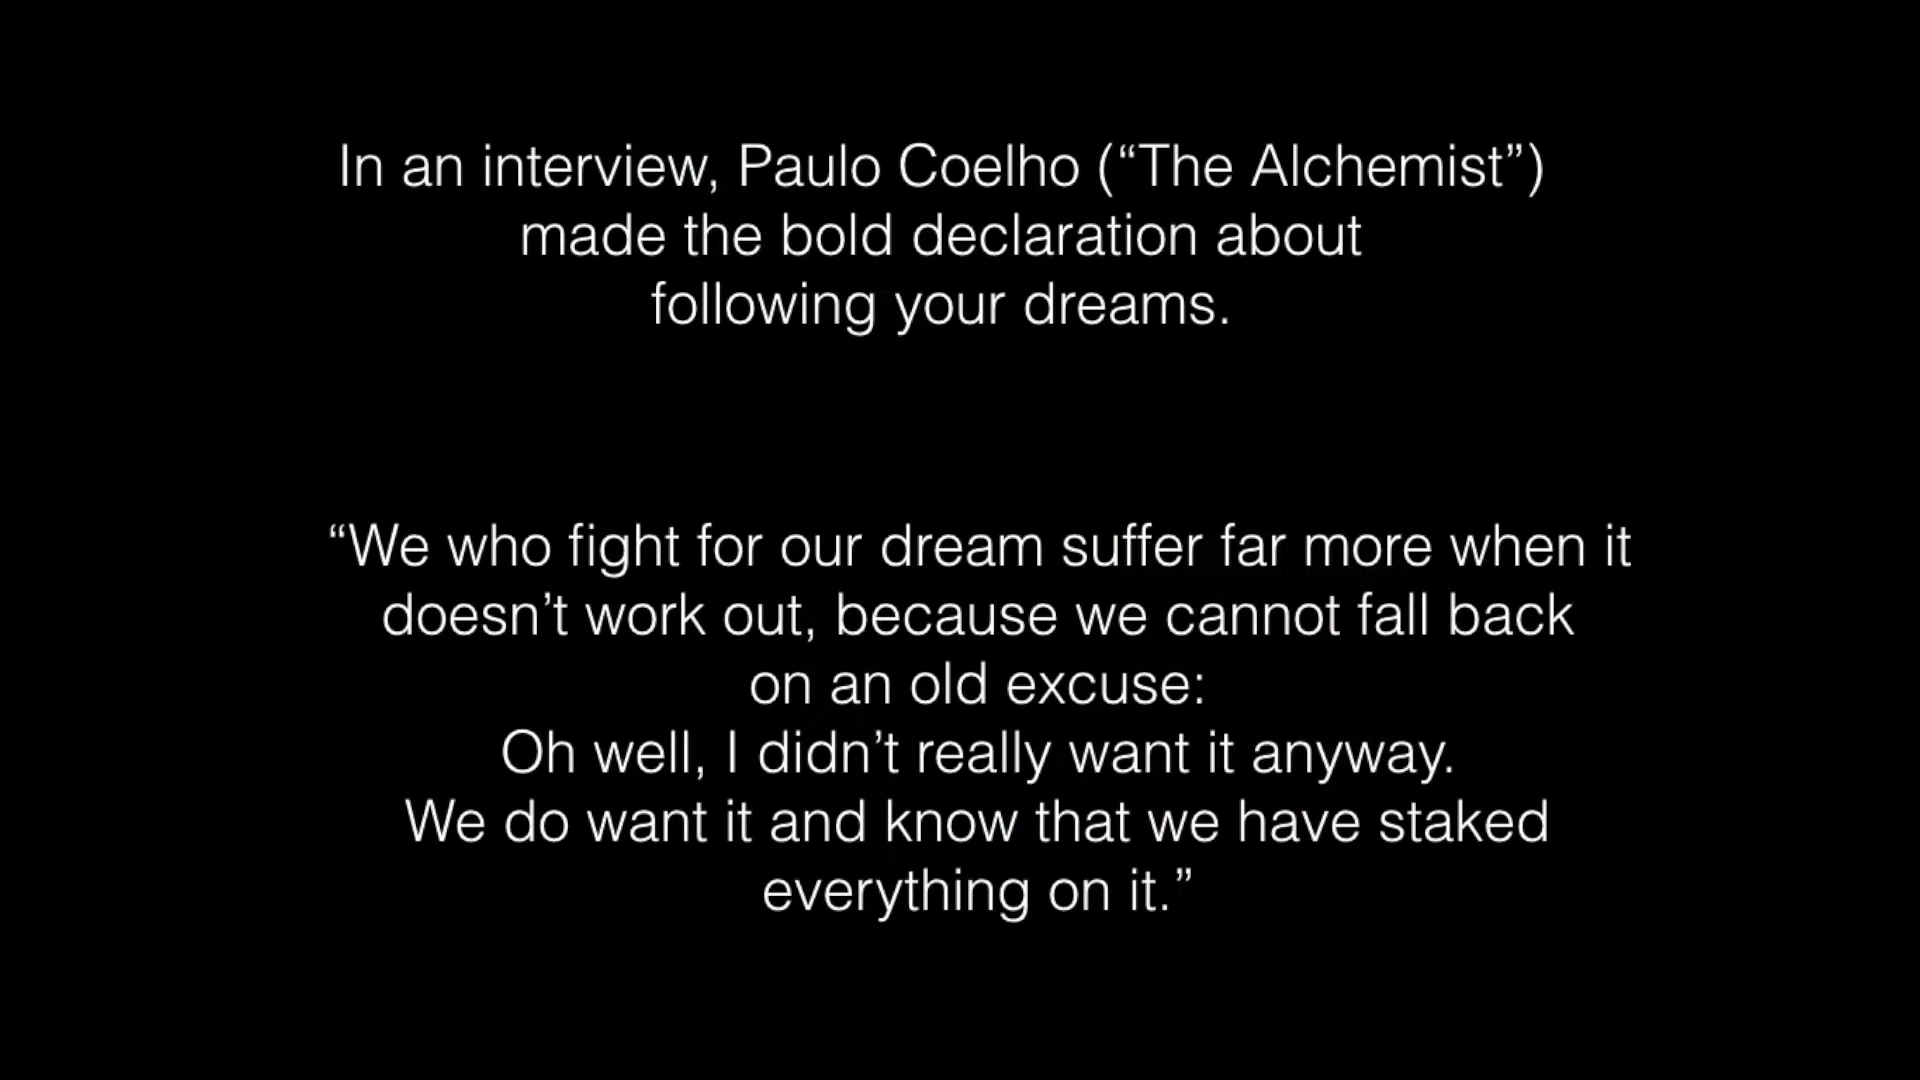 In an interview, Paulo Coelho (“The Alchemist”)
made the bold declaration about
following your dreams.
“We who fight for our dream suffer far more when it
doesn’t work out, because we cannot fall back
on an old excuse:
Oh well, I didn’t really want it anyway.
We do want it and know that we have staked
everything on it.”